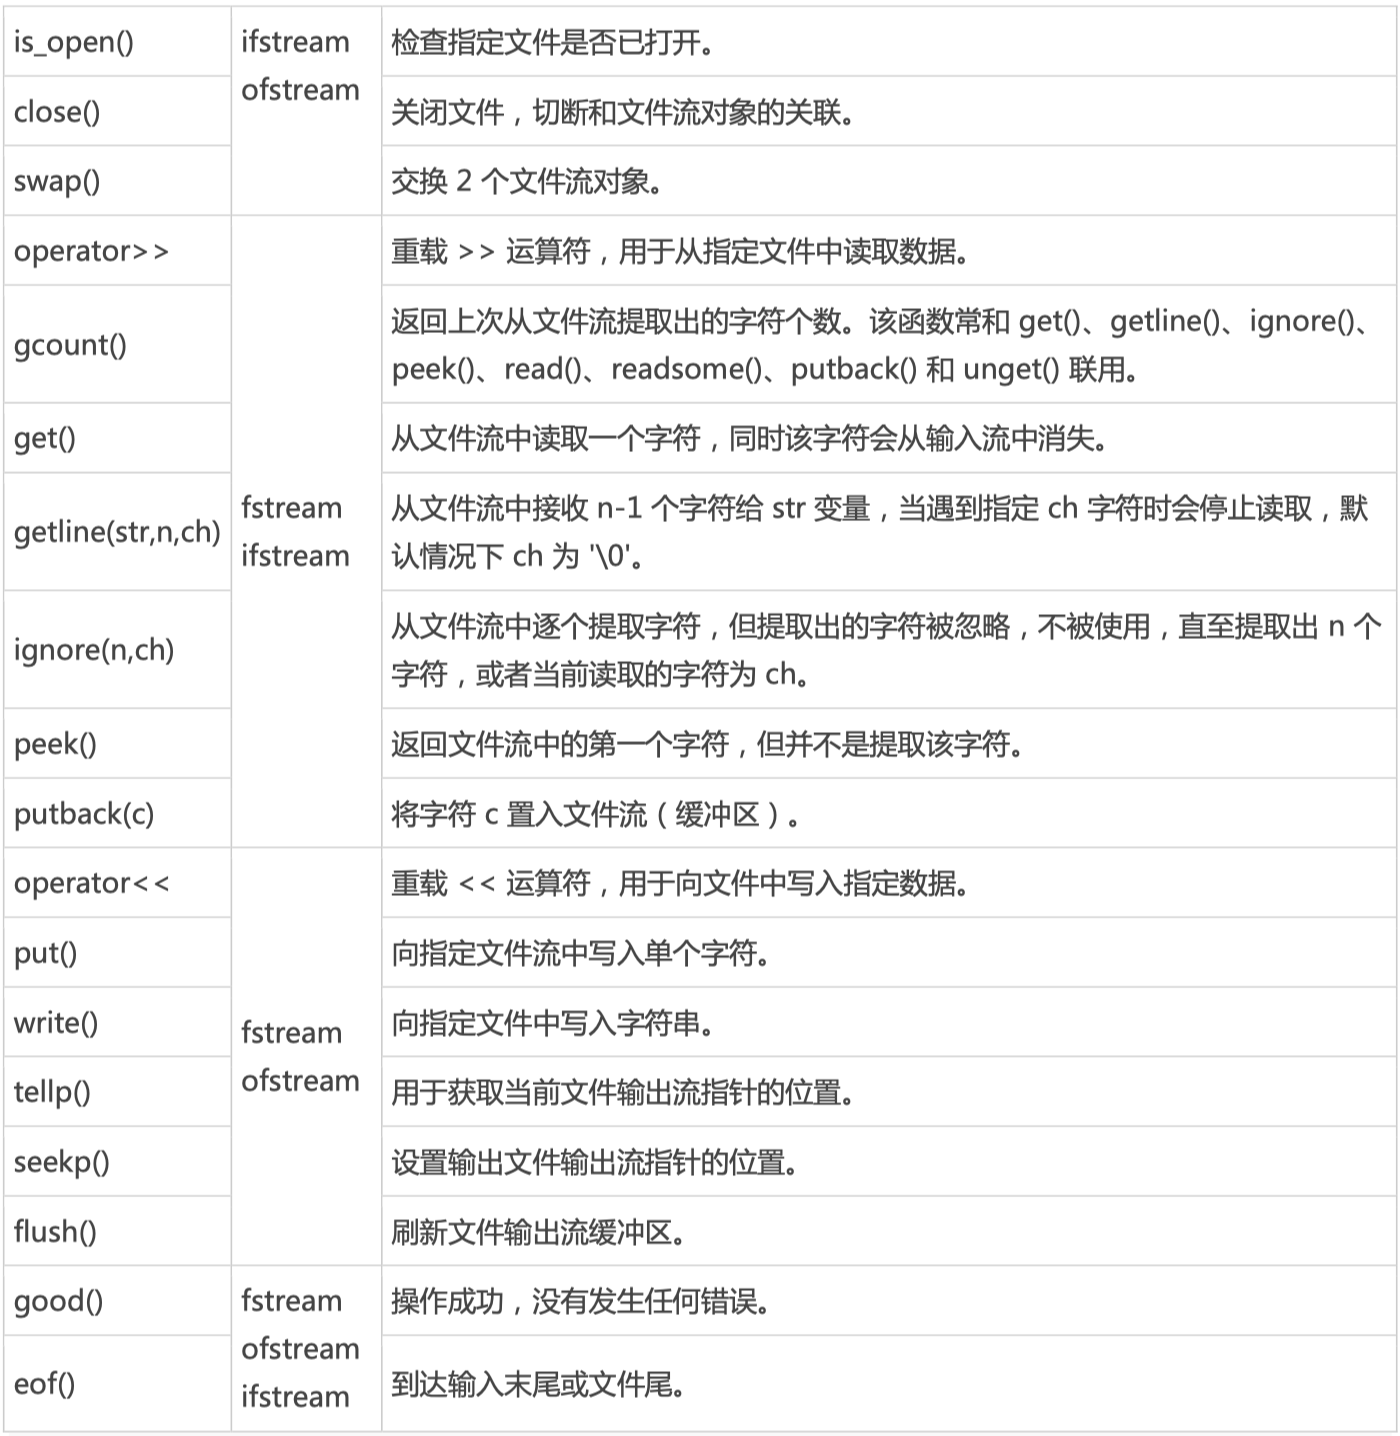 is_open()
ifstream
ofstream
检查指定文件是否已打开。
close()
关闭文件，切断和文件流对象的关联。
swap()
交换 2 个文件流对象。
operator>>
fstream
ifstream
重载 >> 运算符，用于从指定文件中读取数据。
gcount()
返回上次从文件流提取出的字符个数。该函数常和 get()、getline()、ignore()、
peek()、read()、readsome()、putback() 和 unget() 联用。
get()
从文件流中读取一个字符，同时该字符会从输入流中消失。
getline(str,n,ch)
从文件流中接收 n-1 个字符给 str 变量，当遇到指定 ch 字符时会停止读取，默
认情况下 ch 为 '\0'。
ignore(n,ch)
从文件流中逐个提取字符，但提取出的字符被忽略，不被使用，直至提取出 n 个
字符，或者当前读取的字符为 ch。
peek()
返回文件流中的第一个字符，但并不是提取该字符。
putback(c)
将字符 c 置入文件流（缓冲区）。
operator<<
fstream
ofstream
重载 << 运算符，用于向文件中写入指定数据。
put()
向指定文件流中写入单个字符。
write()
向指定文件中写入字符串。
tellp()
用于获取当前文件输出流指针的位置。
seekp()
设置输出文件输出流指针的位置。
flush()
刷新文件输出流缓冲区。
good()
fstream
ofstream
ifstream
操作成功，没有发生任何错误。
eof()
到达输入末尾或文件尾。